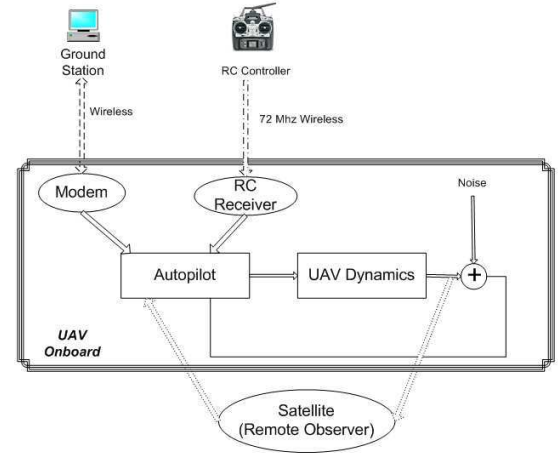 Ground
Station
RC Controller
Wireless
72 Mhz Wireless
Modem
RC
Receiver
Noise
Autopilot
UAV Dynamics
+
UAV
Onboard
Satellite
(Remote Observer)